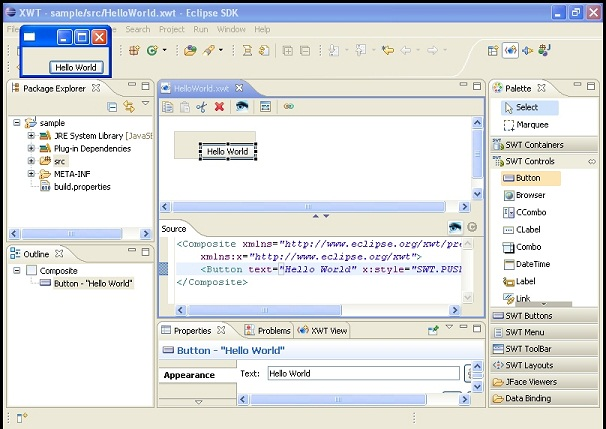 XWT - sample/src/HelloWorld.xwt - Eclipse SDK
Search Project Run Window Help
Hello World
Package Explorer
sample
JRE System Library [JavaSE
Plug-in Dependencies
src
META-INF
build.properties
Outline
Composite
Button - "Hello World"
HelloWorld.xwt
Hello World
Source
<Composite xmlns="http://www.eclipse.org/xwt/pre
xmlns:x="http://www.eclipse.org/xwt">
<Button text="Hello World" x:style="SWT.PUSH
</Composite>
Properties
Problems
XWT View
Button - "Hello World"
Appearance
Text:
Hello World
Palette
Select
Marquee
SWT Containers
SWT Controls
Button
Browser
CCombo
CLabel
Combo
DateTime
Label
Link
SWT Buttons
SWT Menu
SWT ToolBar
SWT Layouts
JFace Viewers
Data Binding